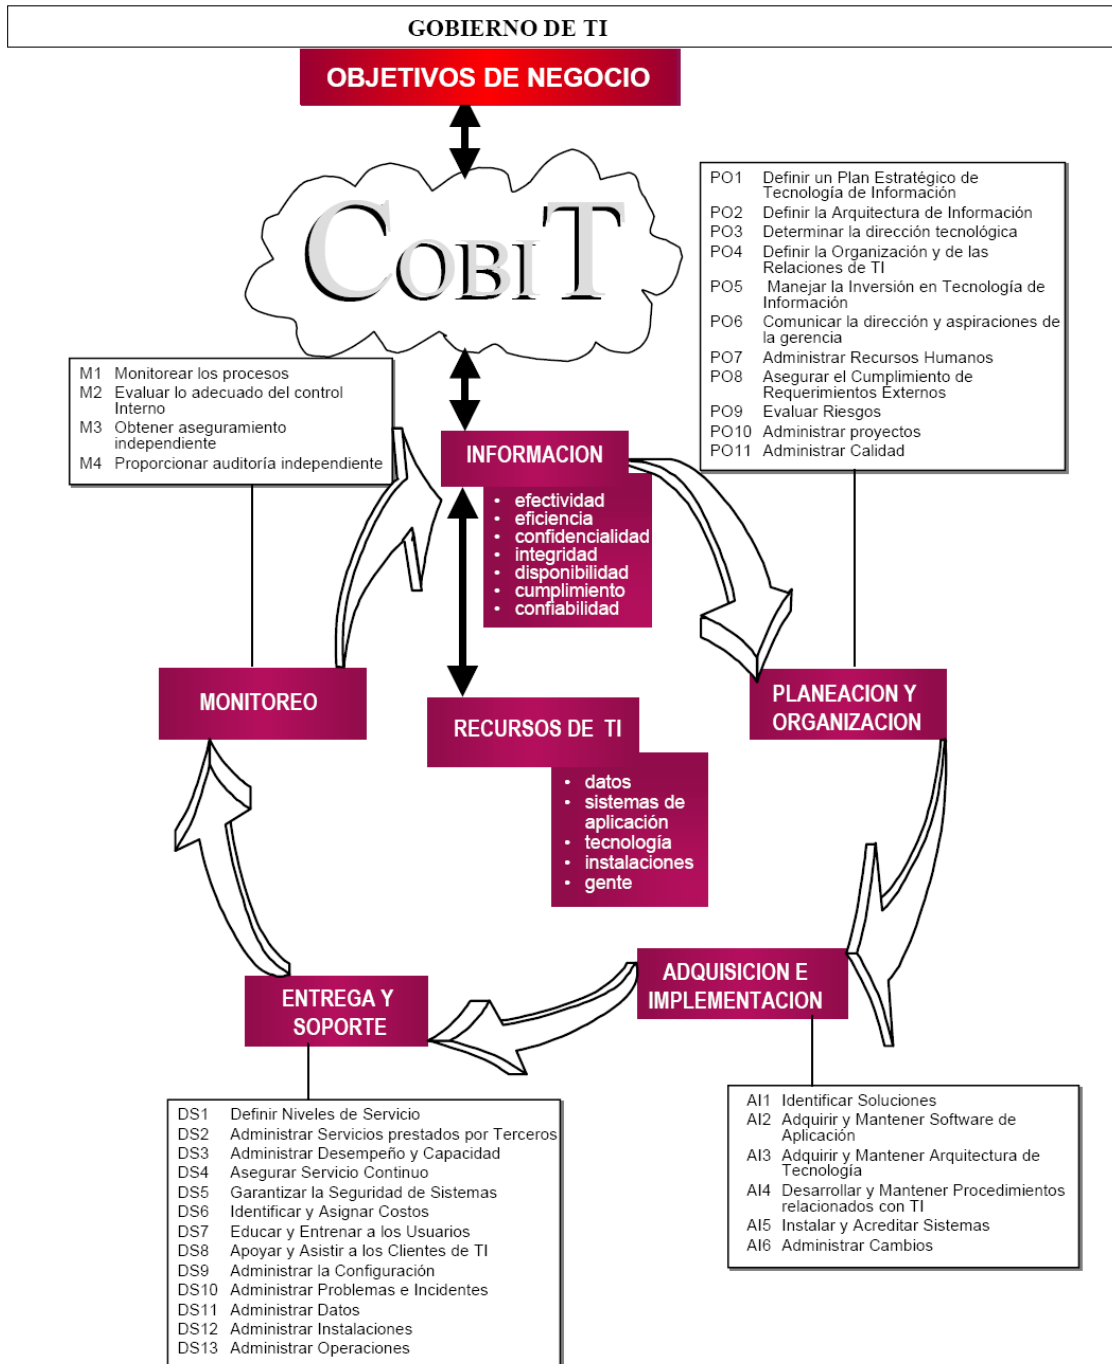 GOBIERNO DE TI
OBJETIVOS DE NEGOCIO
COBIT
PO1 Definir un Plan Estratégico de
Tecnología de Información
PO2 Definir la Arquitectura de Información
PO3 Determinar la dirección tecnológica
PO4 Definir la Organización y de las
Relaciones de TI
PO5 Manejar la Inversión en Tecnología de
Información
PO6 Comunicar la dirección y aspiraciones de
la gerencia
PO7 Administrar Recursos Humanos
PO8 Asegurar el Cumplimiento de
Requerimientos Externos
PO9 Evaluar Riesgos
PO10 Administrar proyectos
PO11 Administrar Calidad
M1 Monitorear los procesos
M2 Evaluar lo adecuado del control
Interno
M3 Obtener aseguramiento
independiente
M4 Proporcionar auditoría independiente
INFORMACION
• efectividad
• eficiencia
• confidencialidad
• integridad
• disponibilidad
• cumplimiento
• confiabilidad
MONITOREO
PLANEACION Y
ORGANIZACION
RECURSOS DE TI
• datos
• sistemas de
aplicación
• tecnología
• instalaciones
• gente
ADQUISICION E
IMPLEMENTACION
ENTREGA Y
SOPORTE
DS1 Definir Niveles de Servicio
DS2 Administrar Servicios prestados por Terceros
DS3 Administrar Desempeño y Capacidad
DS4 Asegurar Servicio Continuo
DS5 Garantizar la Seguridad de Sistemas
DS6 Identificar y Asignar Costos
DS7 Educar y Entrenar a los Usuarios
DS8 Apoyar y Asistir a los Clientes de TI
DS9 Administrar la Configuración
DS10 Administrar Problemas e Incidentes
DS11 Administrar Datos
DS12 Administrar Instalaciones
DS13 Administrar Operaciones
AI1 Identificar Soluciones
AI2 Adquirir y Mantener Software de
Aplicación
AI3 Adquirir y Mantener Arquitectura de
Tecnología
AI4 Desarrollar y Mantener Procedimientos
relacionados con TI
AI5 Instalar y Acreditar Sistemas
AI6 Administrar Cambios